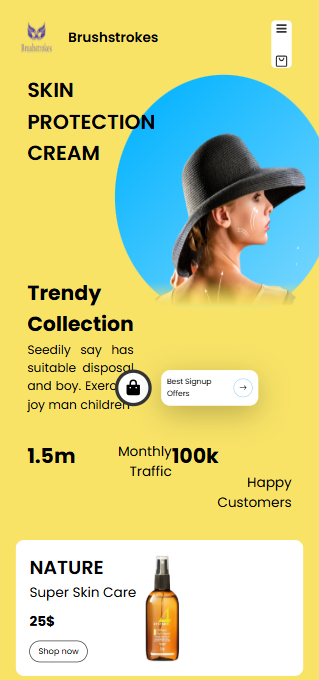 Brushstrokes
Brushstrokes
SKIN
PROTECTION
CREAM
Trendy
Collection
Seedily say has
suitable disposal
and boy. Exerc
joy man children
Best Signup
Offers
1.5m
Monthly
Traffic
100k
Happy
Customers
NATURE
Super Skin Care
25$
Shop now